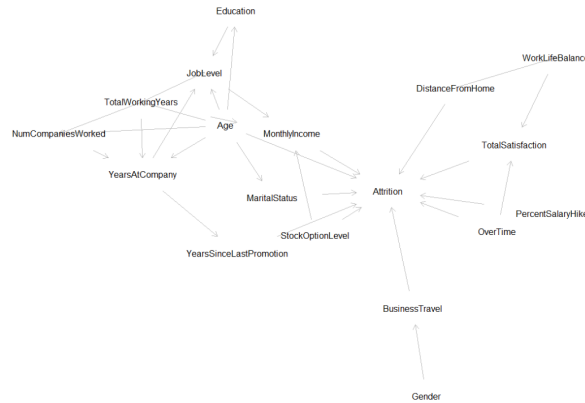 Education
WorkLifeBalance
JobLevel
DistanceFromHome
TotalWorkingYears
Age
NumCompaniesWorked
MonthlyIncome
TotalSatisfaction
YearsAtCompany
MaritalStatus
Attrition
PercentSalaryHike
StockOptionLevel
OverTime
YearsSinceLastPromotion
BusinessTravel
Gender